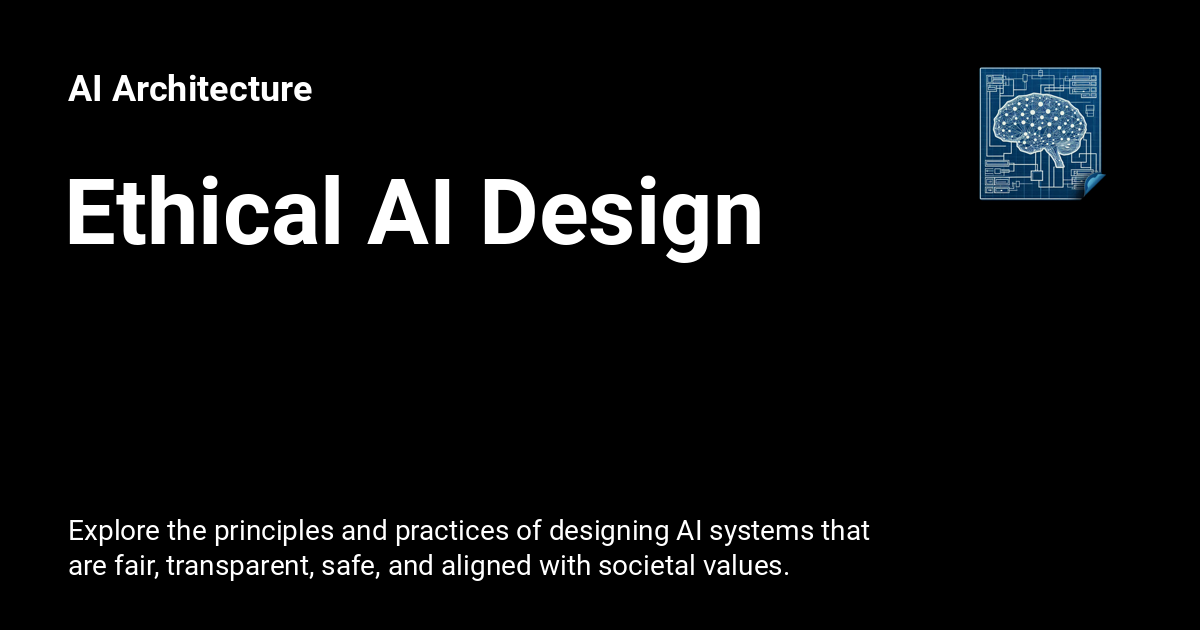 AI Architecture
Ethical AI Design
Explore the principles and practices of designing AI systems that
are fair, transparent, safe, and aligned with societal values.